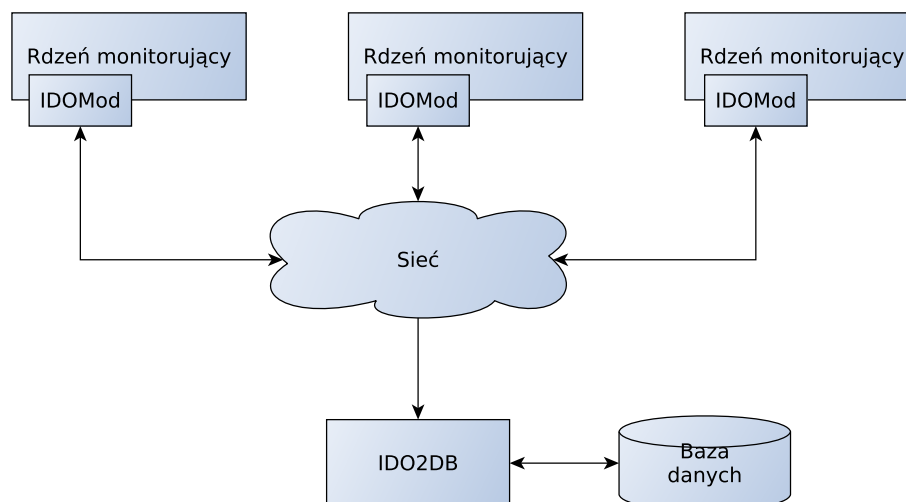 Rdzeń monitorujący
Rdzeń monitorujący
Rdzeń monitorujący
IDOMod
IDOMod
IDOMod
Sieć
IDO2DB
Baza
danych